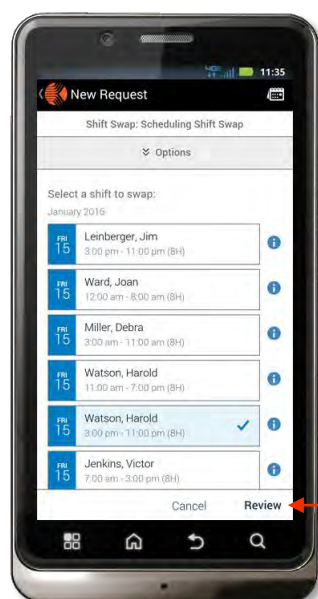 4G
11:35
New Request
Shift Swap: Scheduling Shift Swap
Options
Select a shift to swap:
January 2016
FRI 15 Leinberger, Jim
3:00 pm - 11:00 pm (8H)
FRI 15 Ward, Joan
12:00 am - 8:00 am (8H)
FRI 15 Miller, Debra
3:00 am - 11:00 am (8H)
FRI 15 Watson, Harold
11:00 am - 7:00 pm (8H)
FRI 15 Watson, Harold
3:00 pm - 11:00 pm (8H)
FRI 15 Jenkins, Victor
7:00 am - 3:00 pm (8H)
Cancel Review